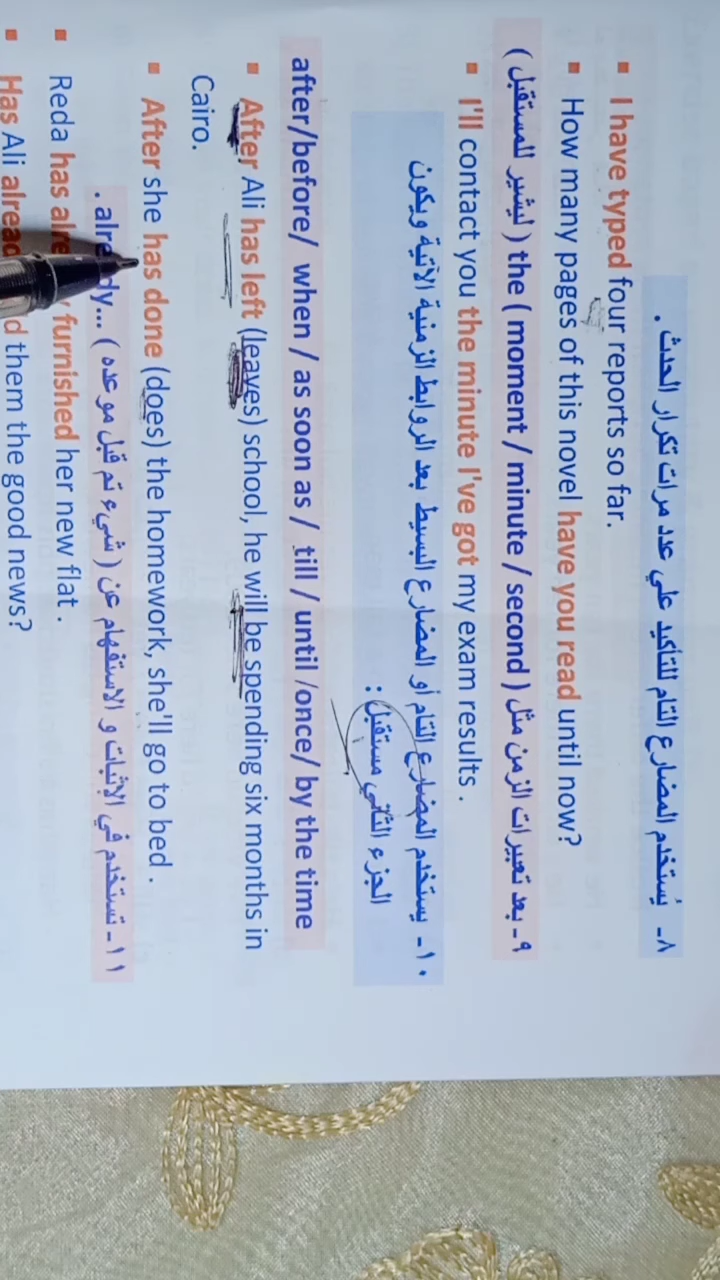 ٨ـ يُستخدم المضارع التام للتأكيد علي عدد مرات تكرار الحدث .
▪ I have typed four reports so far.
▪ How many pages of this novel have you read until now?
٩ـ بعد تعبيرات الزمن مثل ( the ( moment / minute / second ( ليشير للمستقبل )
▪ I'll contact you the minute I've got my exam results .
١٠ـ يستخدم المضارع التام أو المضارع البسيط بعد الروابط الزمنية الآتية ويكون
الجزء الثاني مستقبل :
after/before/ when / as soon as / till / until /once/ by the time
▪ After Ali has left (leaves) school, he will be spending six months in
Cairo.
▪ After she has done (does) the homework, she'll go to bed .
١١ـ تستخدم في الإثبات و الاستفهام عن ( شيء تم قبل موعده ) ...already .
▪ Reda has furnished her new flat .
▪ Has Ali them the good news?